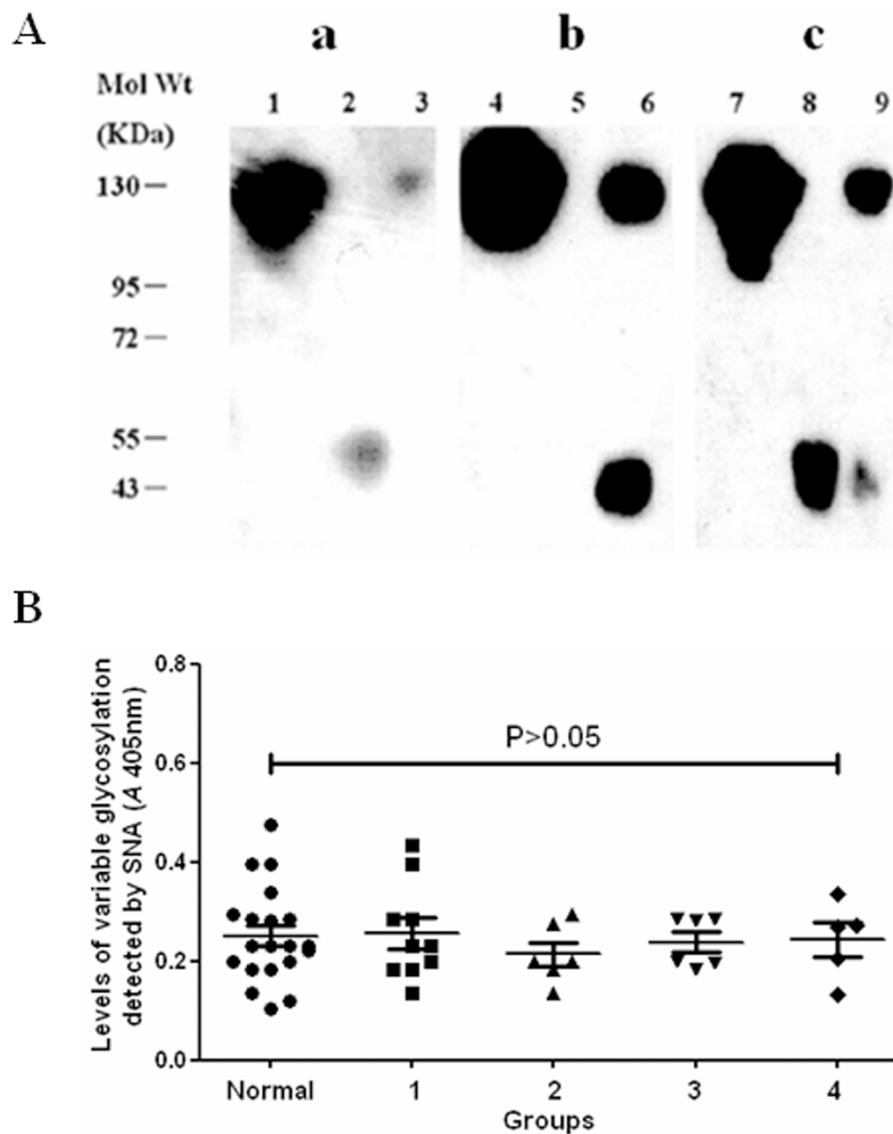 A
a b c
Mol Wt 1 2 3 4 5 6 7 8 9
(KDa)
130
95
72
55
43
B
Levels of variable glycosylation
detected by SNA (A 405nm)
0.8
0.6
0.4
0.2
0.0
P>0.05
Normal 1 2 3 4
Groups